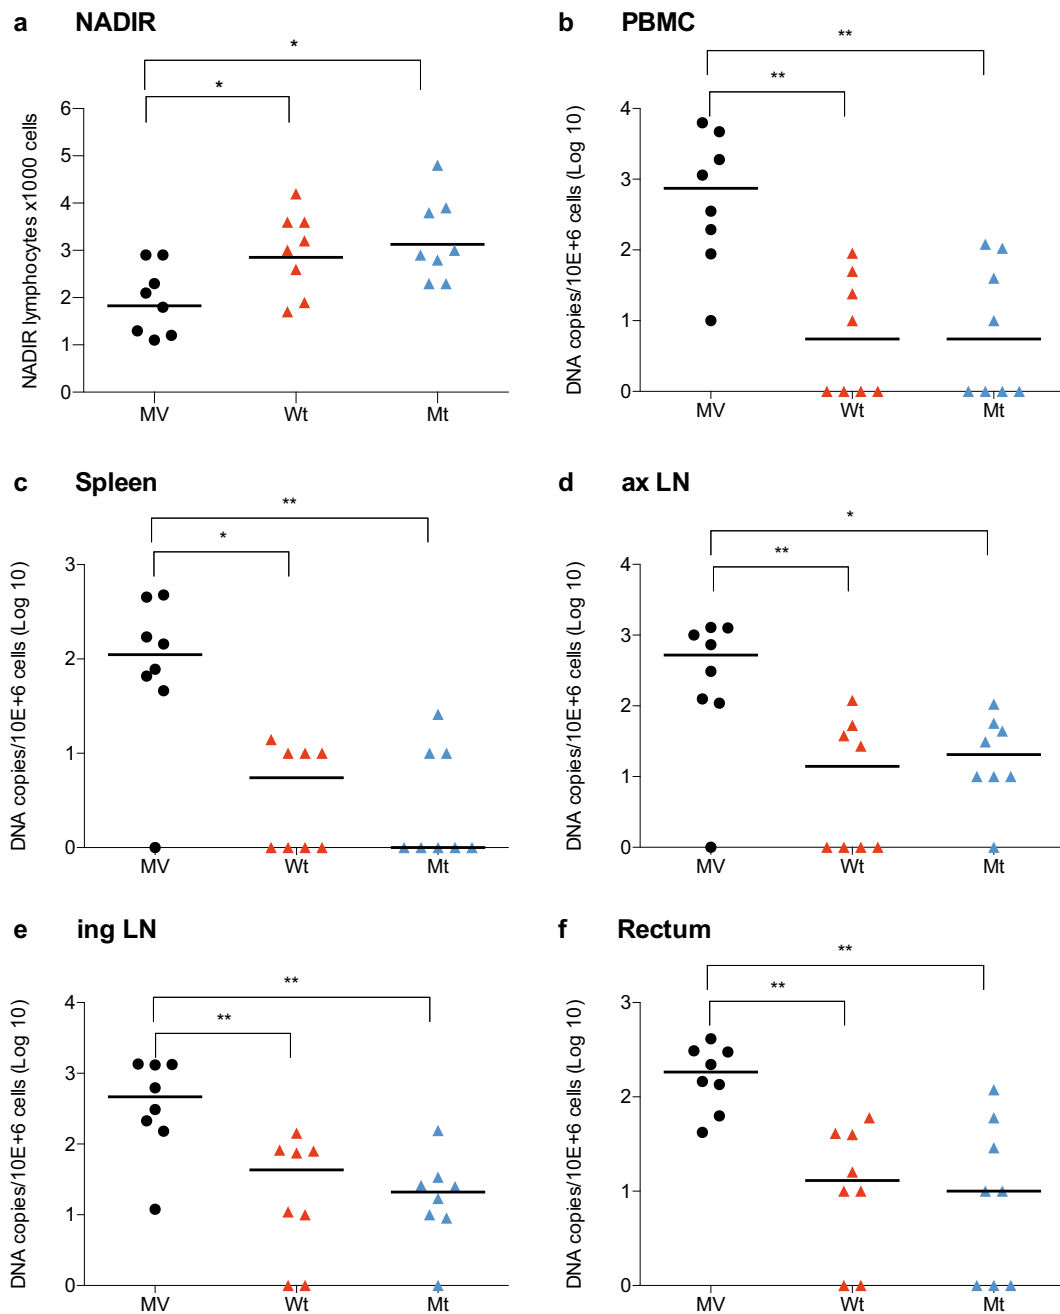 a NADIR
*
*
NADIR lymphocytes x1000 cells
6
5
4
3
2
1
0
MV Wt Mt
b PBMC
**
**
DNA copies/10E+6 cells (Log 10)
4
3
2
1
0
MV Wt Mt
c Spleen
**
*
DNA copies/10E+6 cells (Log 10)
3
2
1
0
MV Wt Mt
d ax LN
*
**
DNA copies/10E+6 cells (Log 10)
4
3
2
1
0
MV Wt Mt
e ing LN
**
**
DNA copies/10E+6 cells (Log 10)
4
3
2
1
0
MV Wt Mt
f Rectum
**
**
DNA copies/10E+6 cells (Log 10)
3
2
1
0
MV Wt Mt